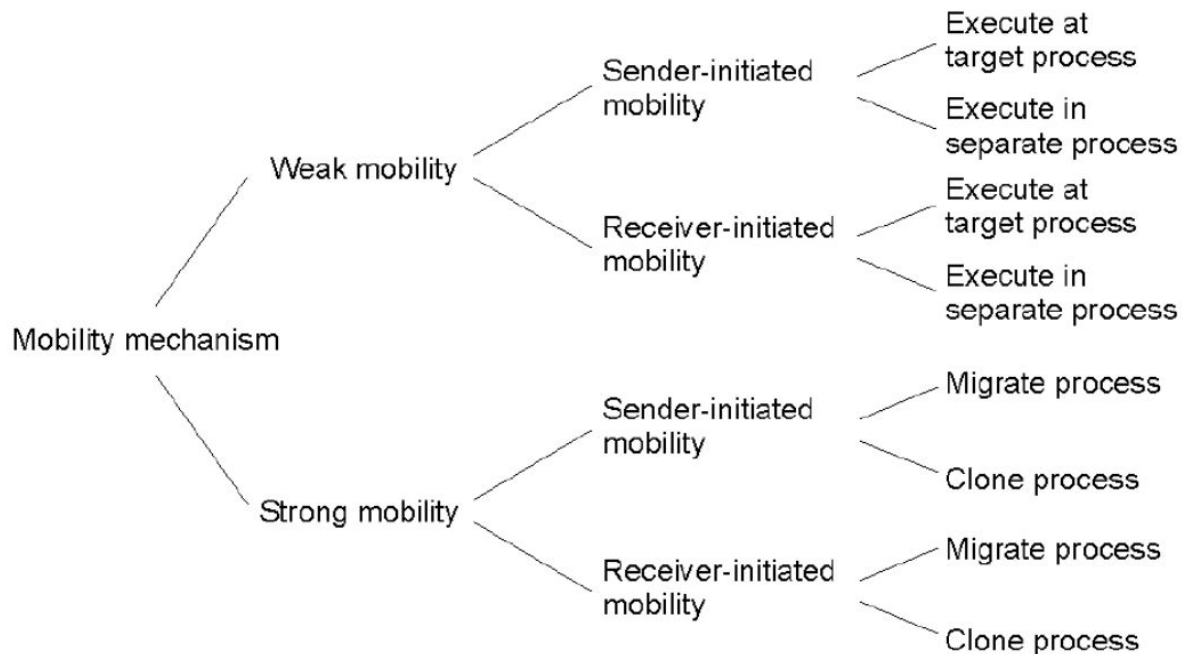 Execute at
target process
Sender-initiated
mobility
Execute in
separate process
Weak mobility
Execute at
target process
Receiver-initiated
mobility
Execute in
separate process
Mobility mechanism
Migrate process
Sender-initiated
mobility
Clone process
Strong mobility
Migrate process
Receiver-initiated
mobility
Clone process